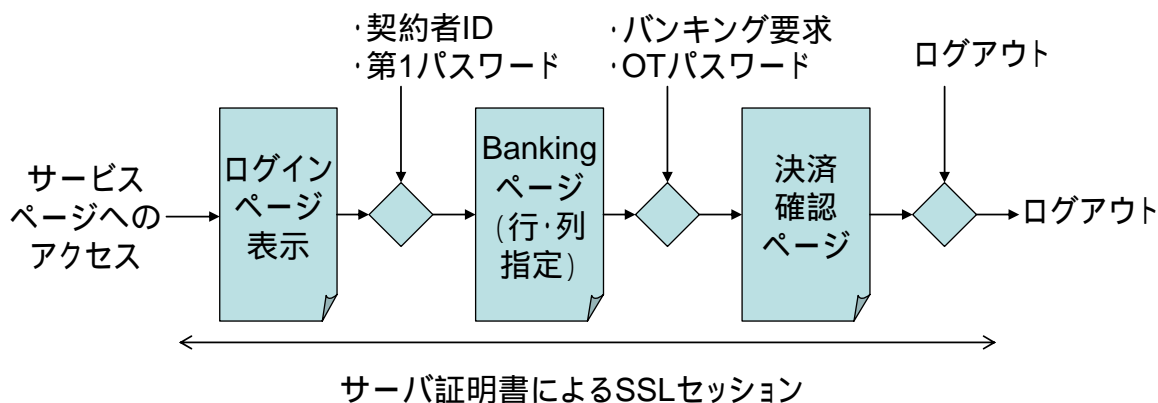 ·契約者ID
·第1パスワード
·バンキング要求
·OTパスワード
ログアウト
サービス
ページへの
アクセス
ログイン
ページ
表示
Banking
ページ
(行·列
指定)
決済
確認
ページ
ログアウト
サーバ証明書によるSSLセッション